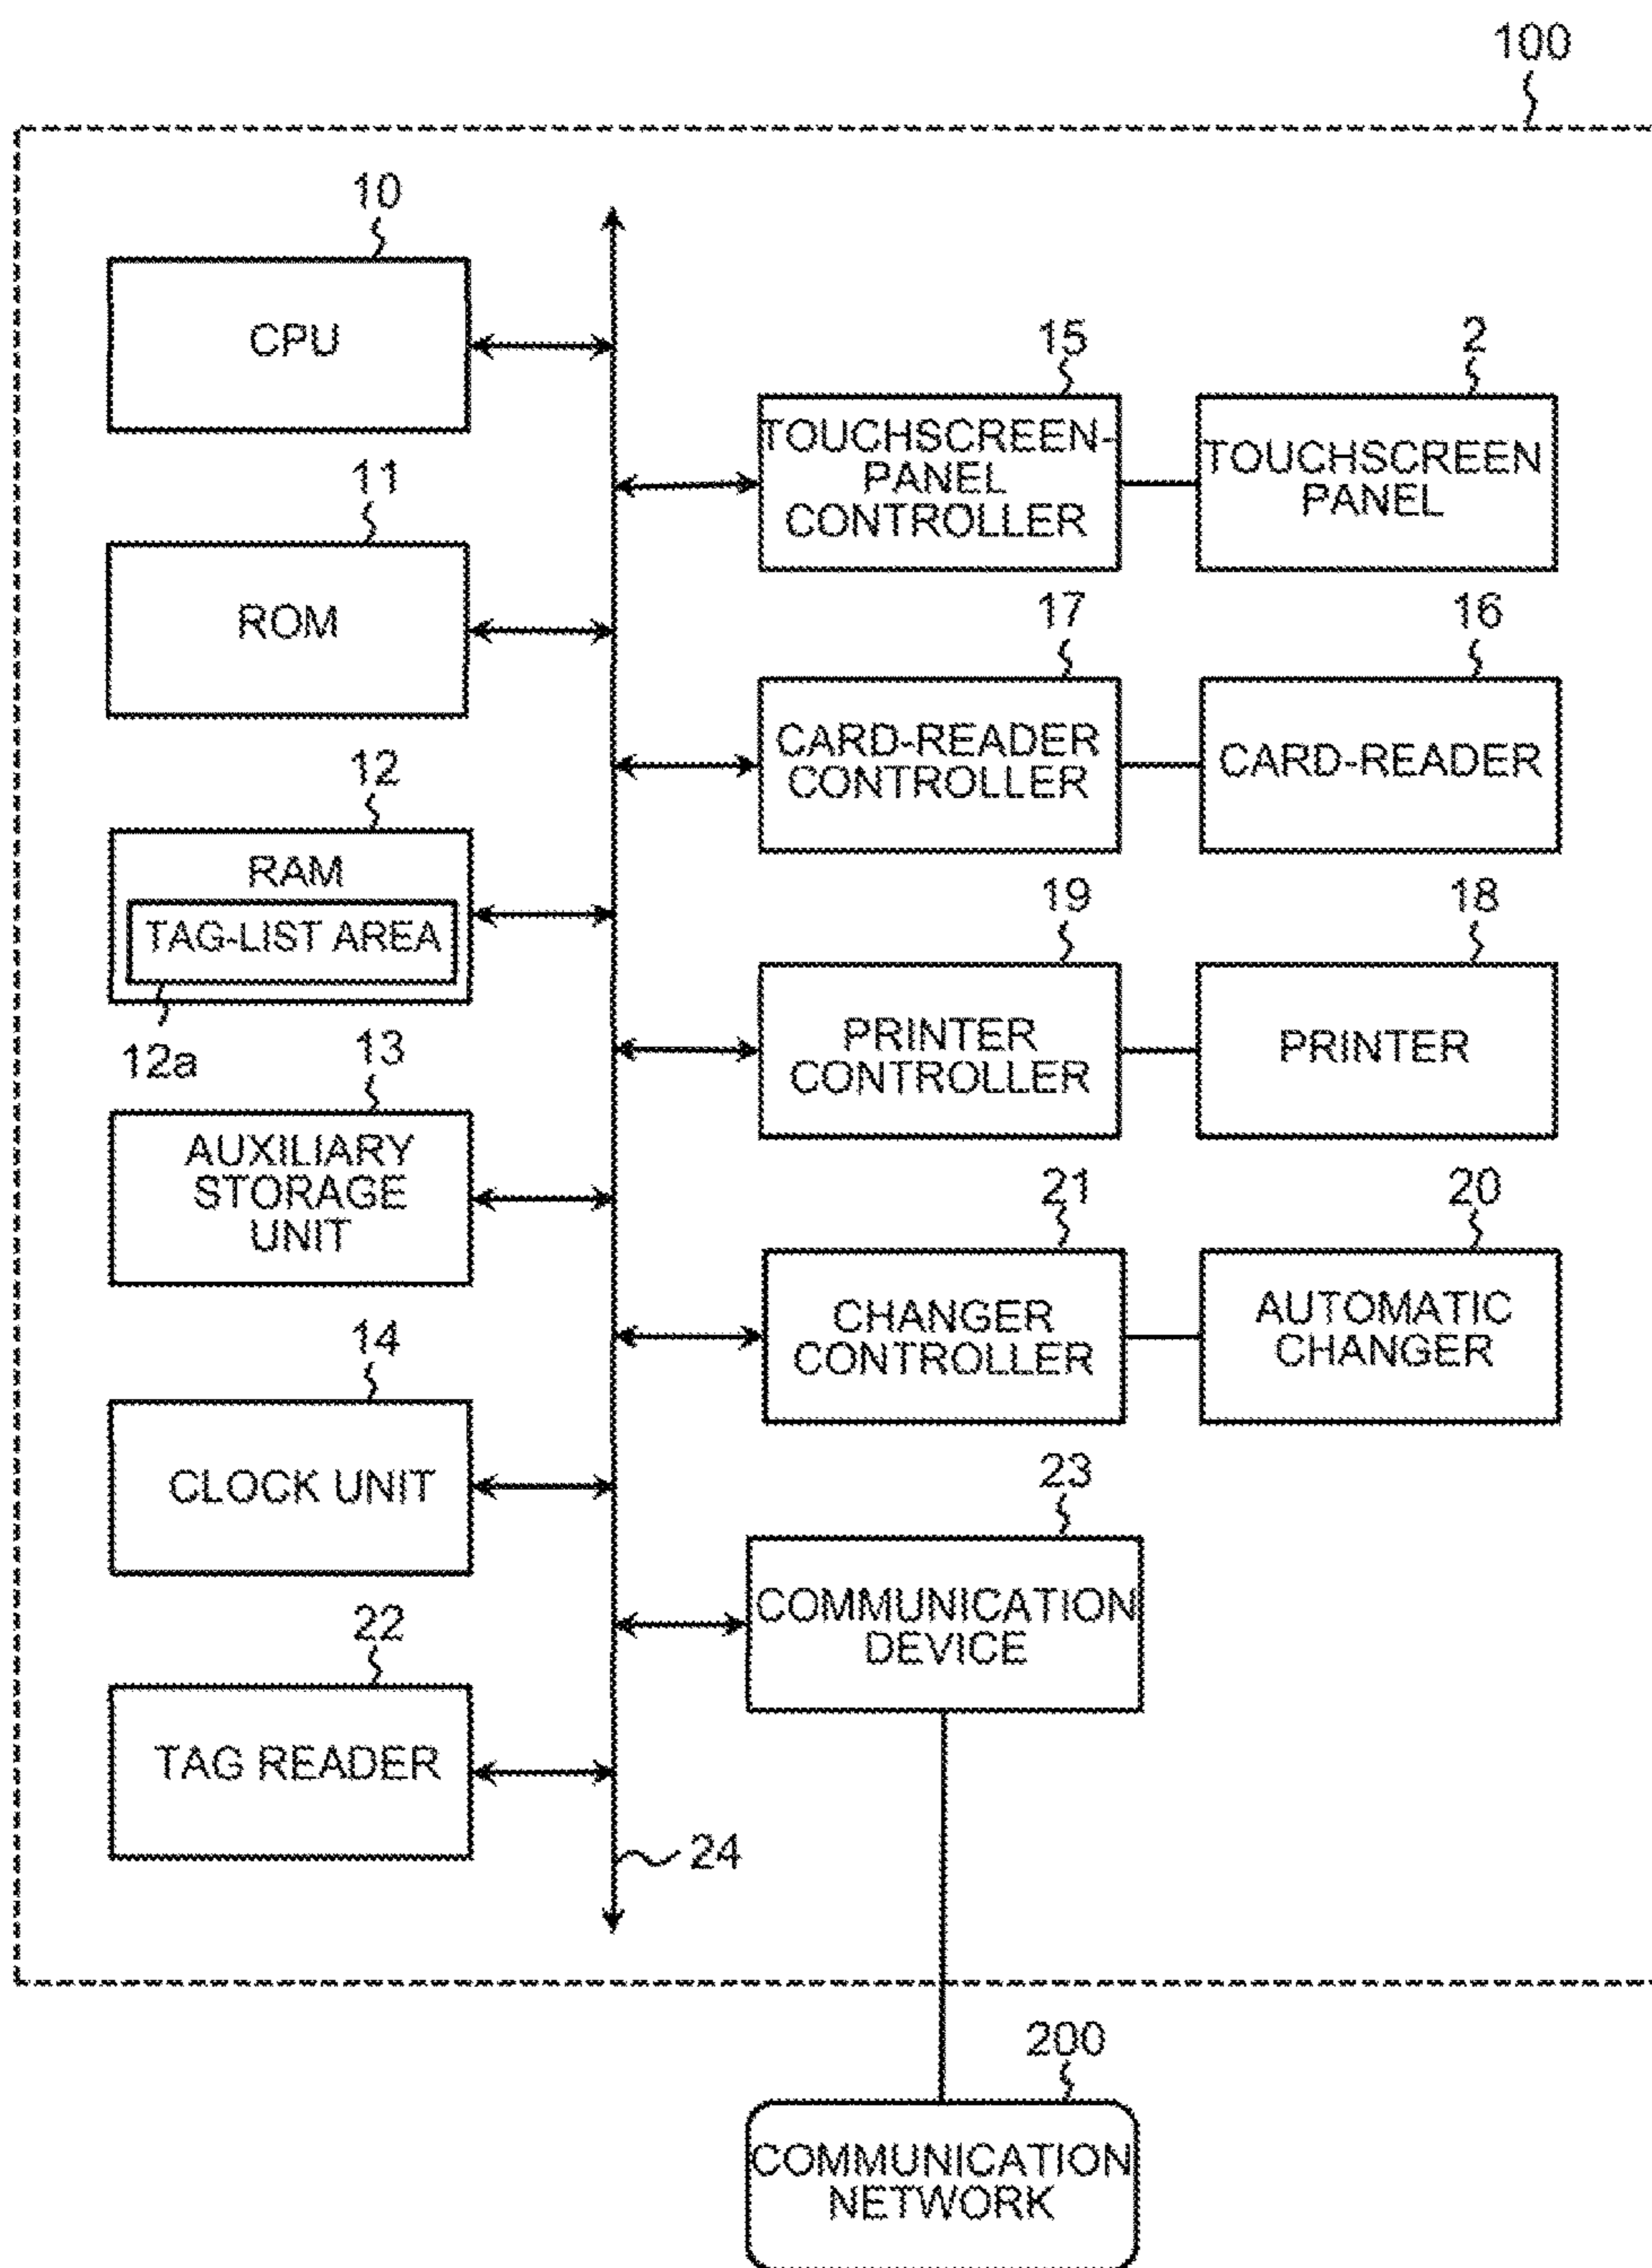 100
10
CPU
15
2
TOUCHSCREEN-
PANEL
CONTROLLER
TOUCHSCREEN
PANEL
11
ROM
17
16
CARD-READER
CONTROLLER
CARD-READER
12
RAM
TAG-LIST AREA
12a
19
18
PRINTER
CONTROLLER
PRINTER
13
AUXILIARY
STORAGE
UNIT
21
20
CHANGER
CONTROLLER
AUTOMATIC
CHANGER
14
CLOCK UNIT
23
COMMUNICATION
DEVICE
22
TAG READER
24
200
COMMUNICATION
NETWORK